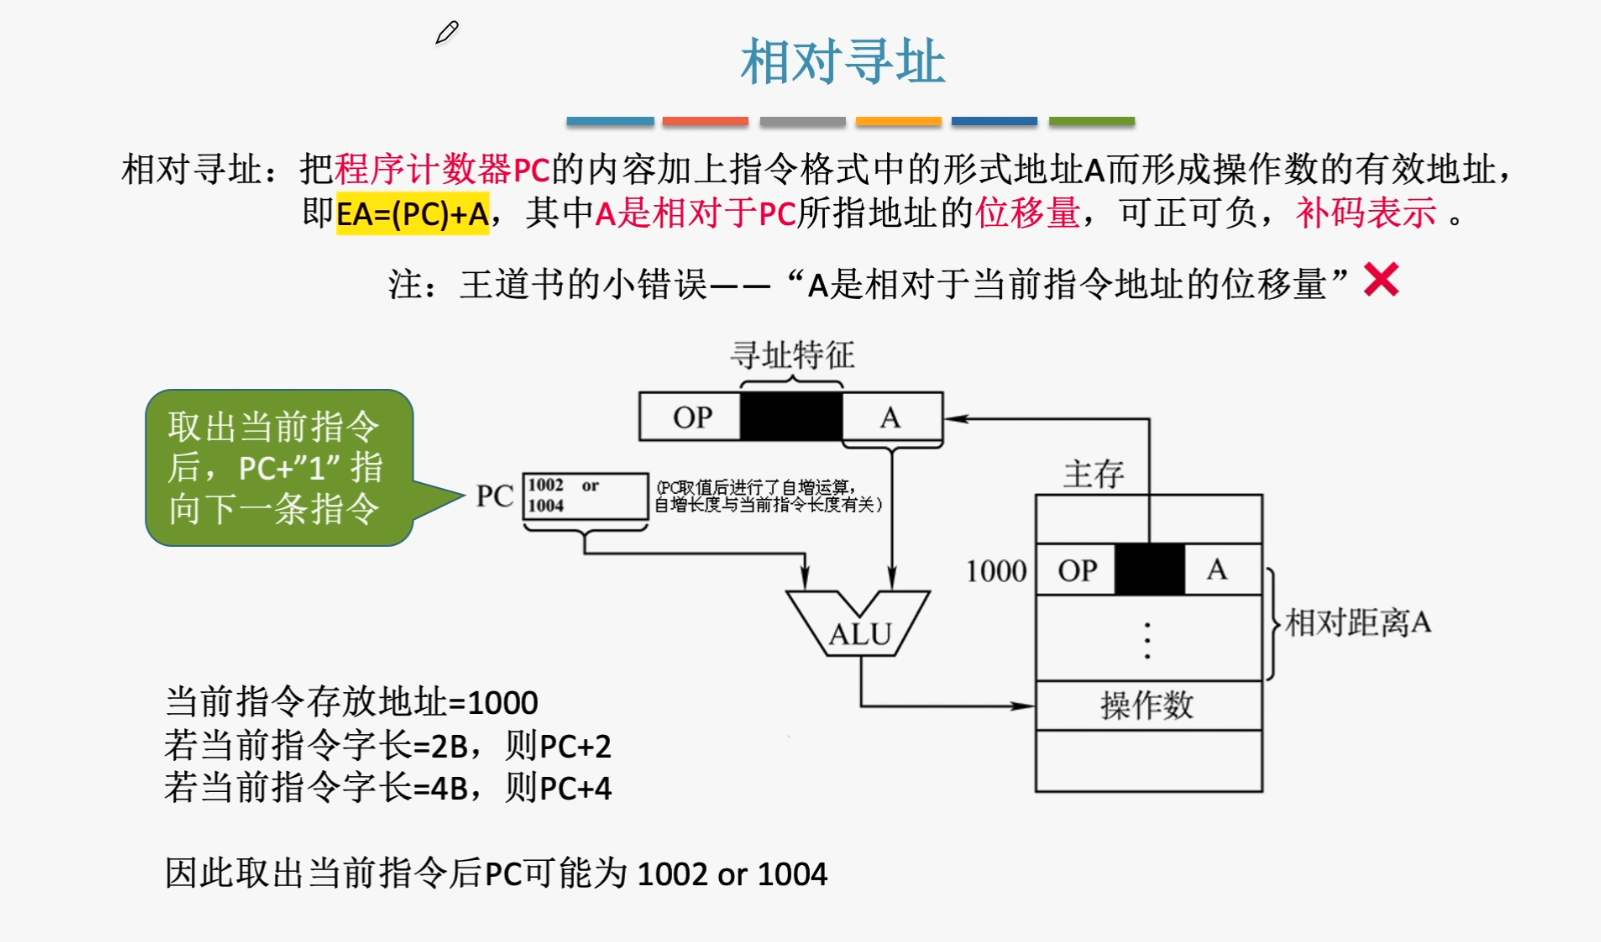 相对寻址
相对寻址：把程序计数器PC的内容加上指令格式中的形式地址A而形成操作数的有效地址，
即EA=(PC)+A，其中A是相对于PC所指地址的位移量，可正可负，补码表示 。
注：王道书的小错误——“A是相对于当前指令地址的位移量”
寻址特征
OP
A
取出当前指令
后，PC+”1” 指
向下一条指令
PC
1002 or
1004
(PC取值后进行了自增运算，
自增长度与当前指令长度有关)
主存
1000
OP
A
相对距离A
ALU
操作数
当前指令存放地址=1000
若当前指令字长=2B，则PC+2
若当前指令字长=4B，则PC+4
因此取出当前指令后PC可能为 1002 or 1004